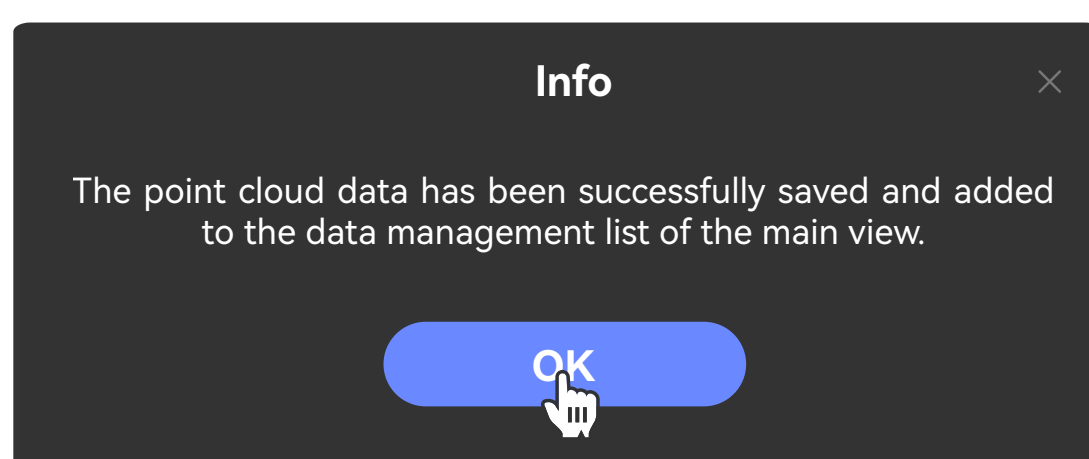 Info
The point cloud data has been successfully saved and added
to the data management list of the main view.
OK